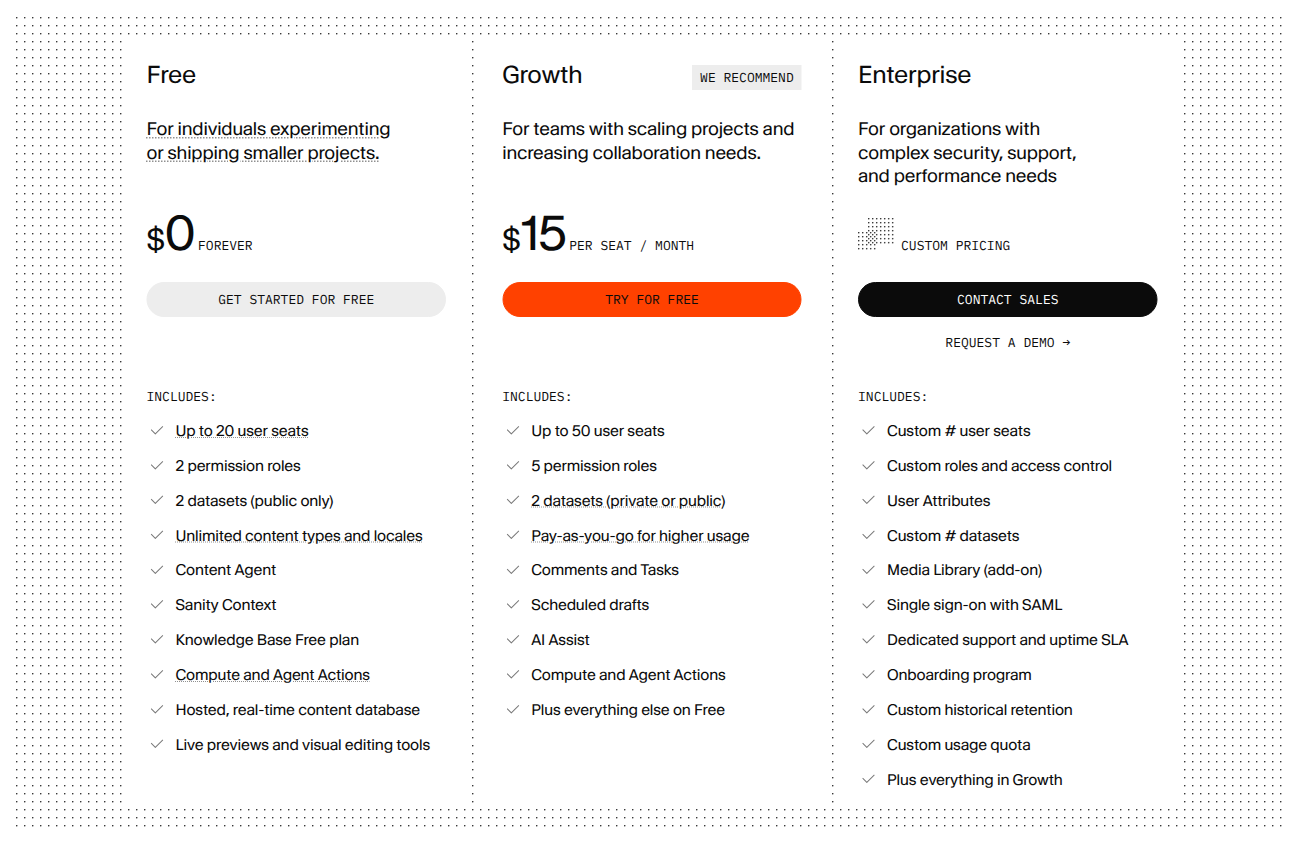 Free
For individuals experimenting
or shipping smaller projects.
$0 FOREVER
GET STARTED FOR FREE
INCLUDES:
Up to 20 user seats
2 permission roles
2 datasets (public only)
Unlimited content types and locales
Content Agent
Sanity Context
Knowledge Base Free plan
Compute and Agent Actions
Hosted, real-time content database
Live previews and visual editing tools
Growth
WE RECOMMEND
For teams with scaling projects and
increasing collaboration needs.
$15 PER SEAT / MONTH
TRY FOR FREE
INCLUDES:
Up to 50 user seats
5 permission roles
2 datasets (private or public)
Pay-as-you-go for higher usage
Comments and Tasks
Scheduled drafts
AI Assist
Compute and Agent Actions
Plus everything else on Free
Enterprise
For organizations with
complex security, support,
and performance needs
CUSTOM PRICING
CONTACT SALES
REQUEST A DEMO →
INCLUDES:
Custom # user seats
Custom roles and access control
User Attributes
Custom # datasets
Media Library (add-on)
Single sign-on with SAML
Dedicated support and uptime SLA
Onboarding program
Custom historical retention
Custom usage quota
Plus everything in Growth